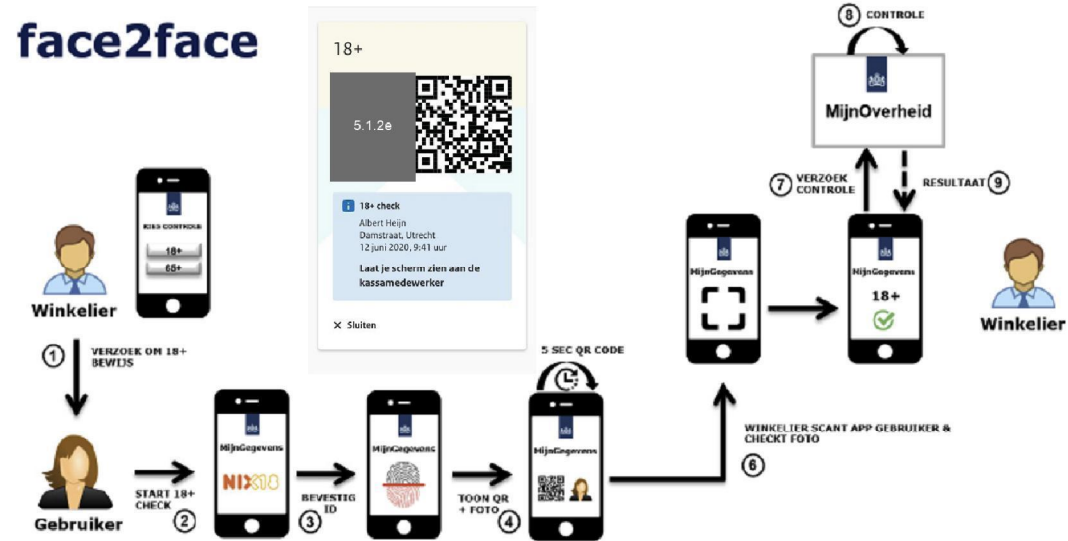 face2face
18+
5.1.2e
18+ check
Albert Heijn
Damstraat, Utrecht
12 juni 2020, 9:41 uur
Laat je scherm zien aan de
kassamedewerker
× Sluiten
KIES CONTROLE
18+
65+
Winkelier
1
VERZOEK OM 18+
BEWIJS
Gebruiker
START 18+
CHECK
2
MijnGegevens
NIX18
BEVESTIG
ID
3
MijnGegevens
TOON QR
+ FOTO
4
5 SEC QR CODE
MijnGegevens
WINKELIER SCANT APP GEBRUIKER &
CHECKT FOTO
6
MijnGegevens
7
VERZOEK
CONTROLE
8
CONTROLE
MijnOverheid
RESULTAAT
9
MijnGegevens
18+
Winkelier